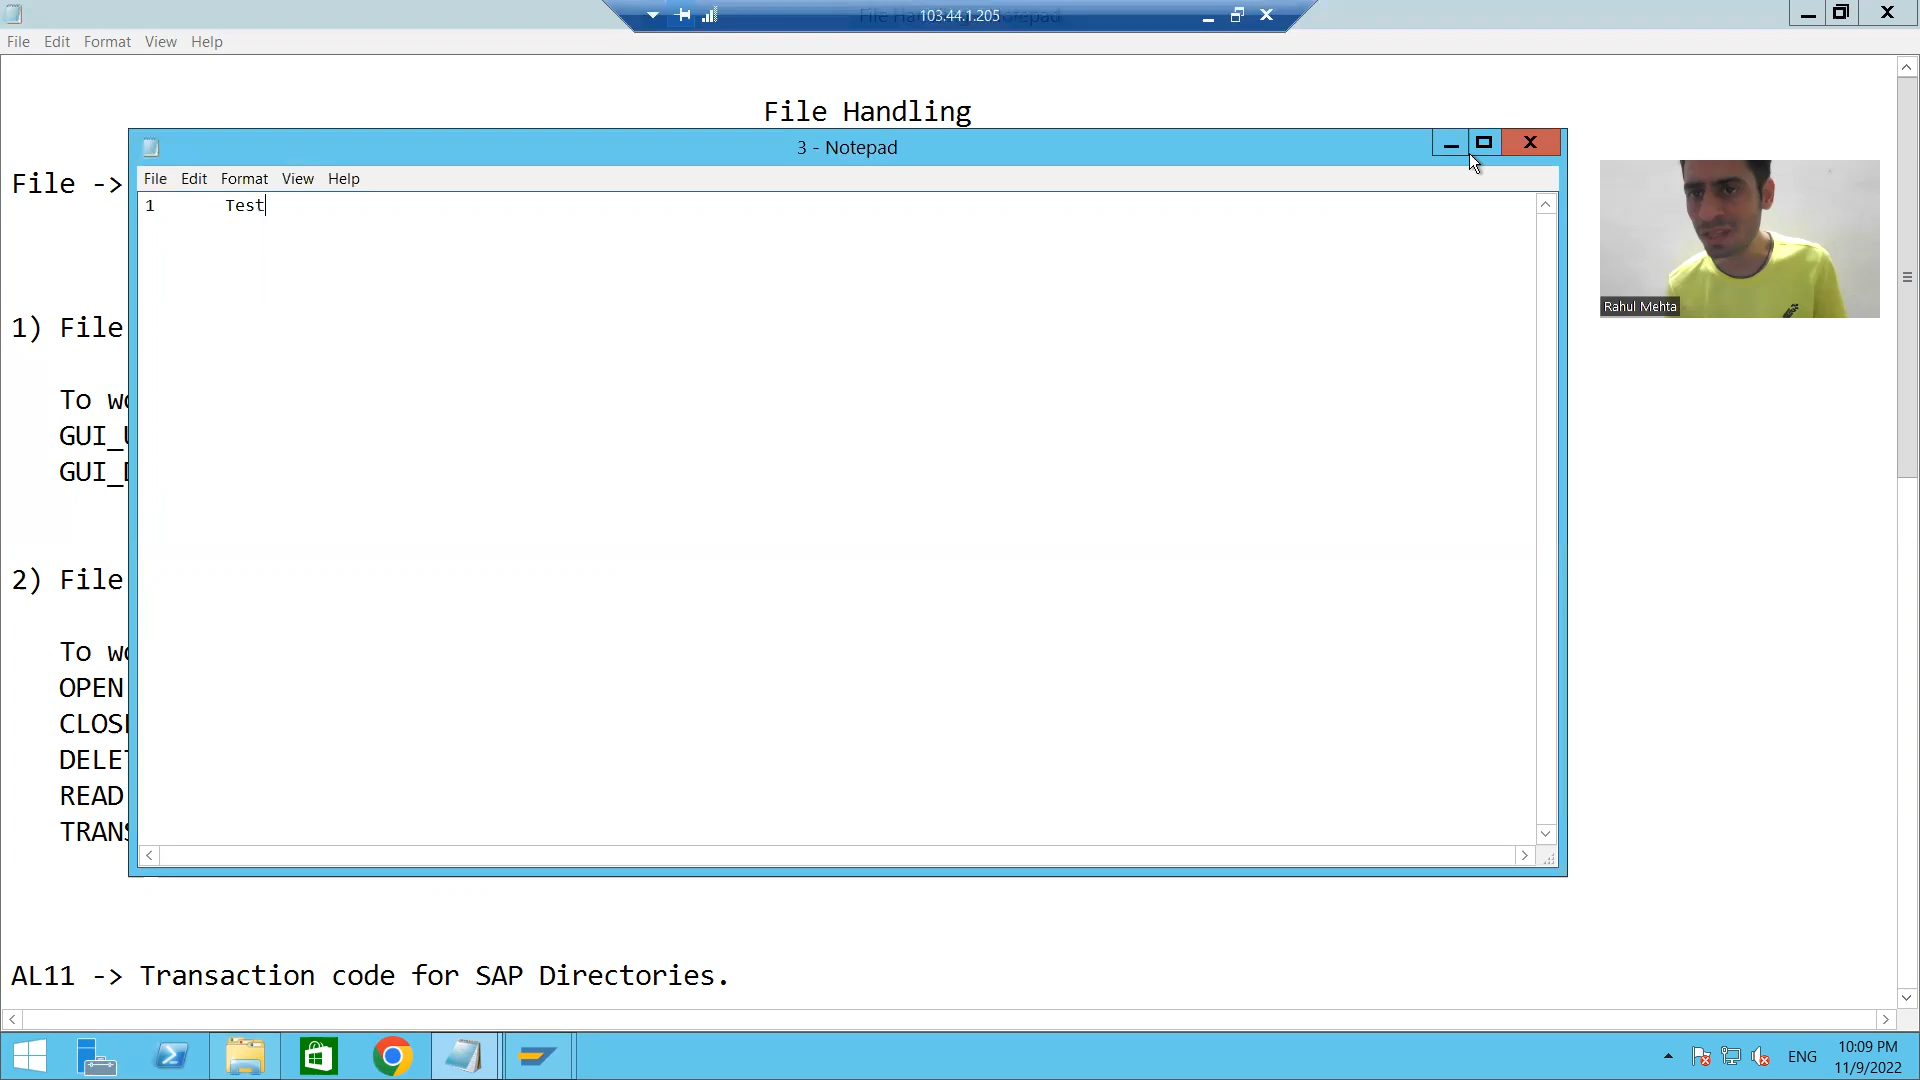 103.44.1.205
File Edit Format View Help
File Handling
3 - Notepad
File ->
File Edit Format View Help
1 Test
Rahul Mehta
1) File
To
GUI_
GUI_
2) File
To
OPEN
CLOS
DELE
READ
TRANS
AL11 -> Transaction code for SAP Directories.
ENG
10:09 PM
11/9/2022